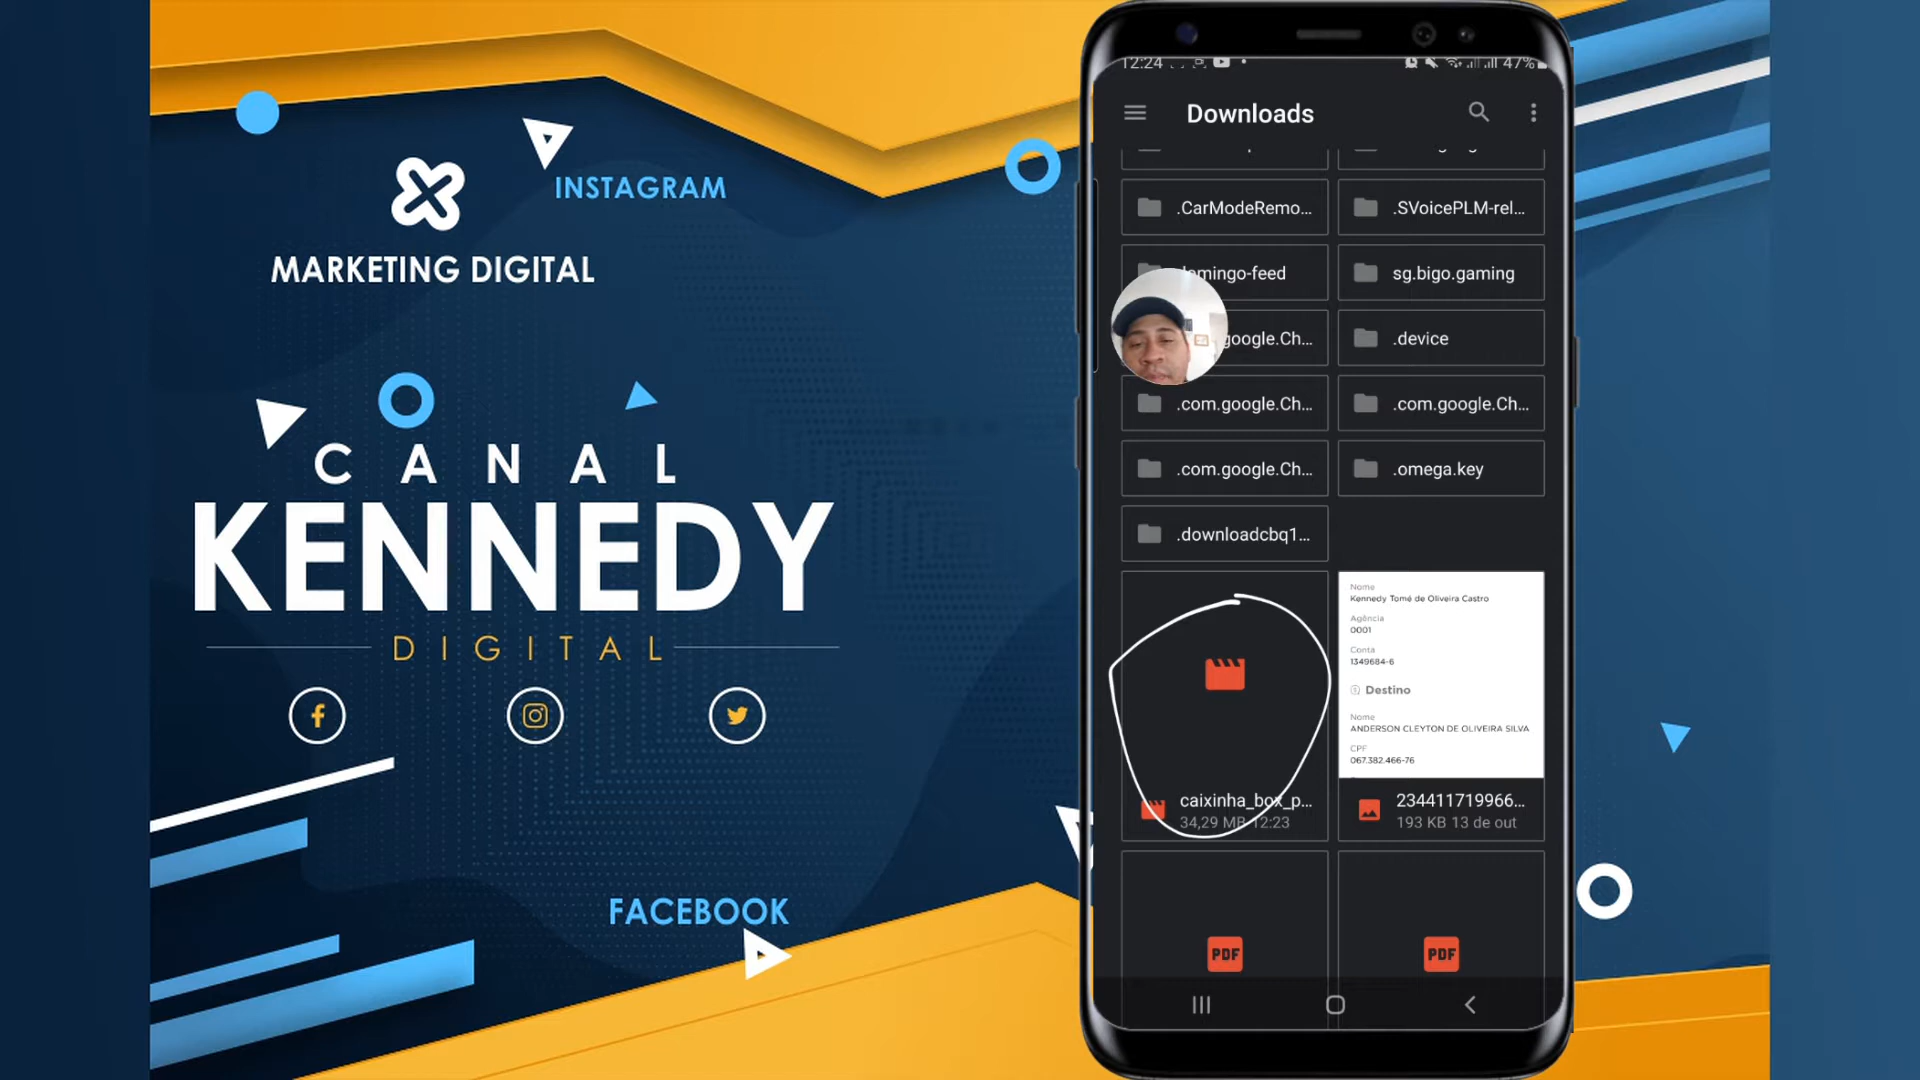 INSTAGRAM
MARKETING DIGITAL
CANAL
KENNEDY
DIGITAL
FACEBOOK
12:24
47%
Downloads
.CarModeRemo...
.SVoicePLM-rel...
sg.bigo.gaming
google.Ch...
.device
.com.google.Ch...
.com.google.Ch...
.com.google.Ch...
.omega.key
.downloadcbq1...
Nome
Kennedy Tomé de Oliveira Castro
Agência
0001
Conta
1349684-6
Destino
Nome
ANDERSON CLEYTON DE OLIVEIRA SILVA
CPF
067.382.466-76
caixinha_box_p...
34,29 MB 12:23
234411719966...
193 KB 13 de out
PDF
PDF